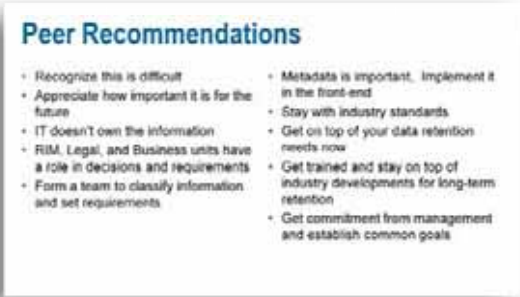 Peer Recommendations
• Recognize this is difficult
• Appreciate how important it is for the
future
• IT doesn't own the information
• RIM, Legal, and Business units have
a role in decisions and requirements
• Form a team to classify information
and set requirements
• Metadata is important. Implement it
in the front-end
• Stay with industry standards
• Get on top of your data retention
needs now
• Get trained and stay on top of
industry developments for long-term
retention
• Get commitment from management
and establish common goals